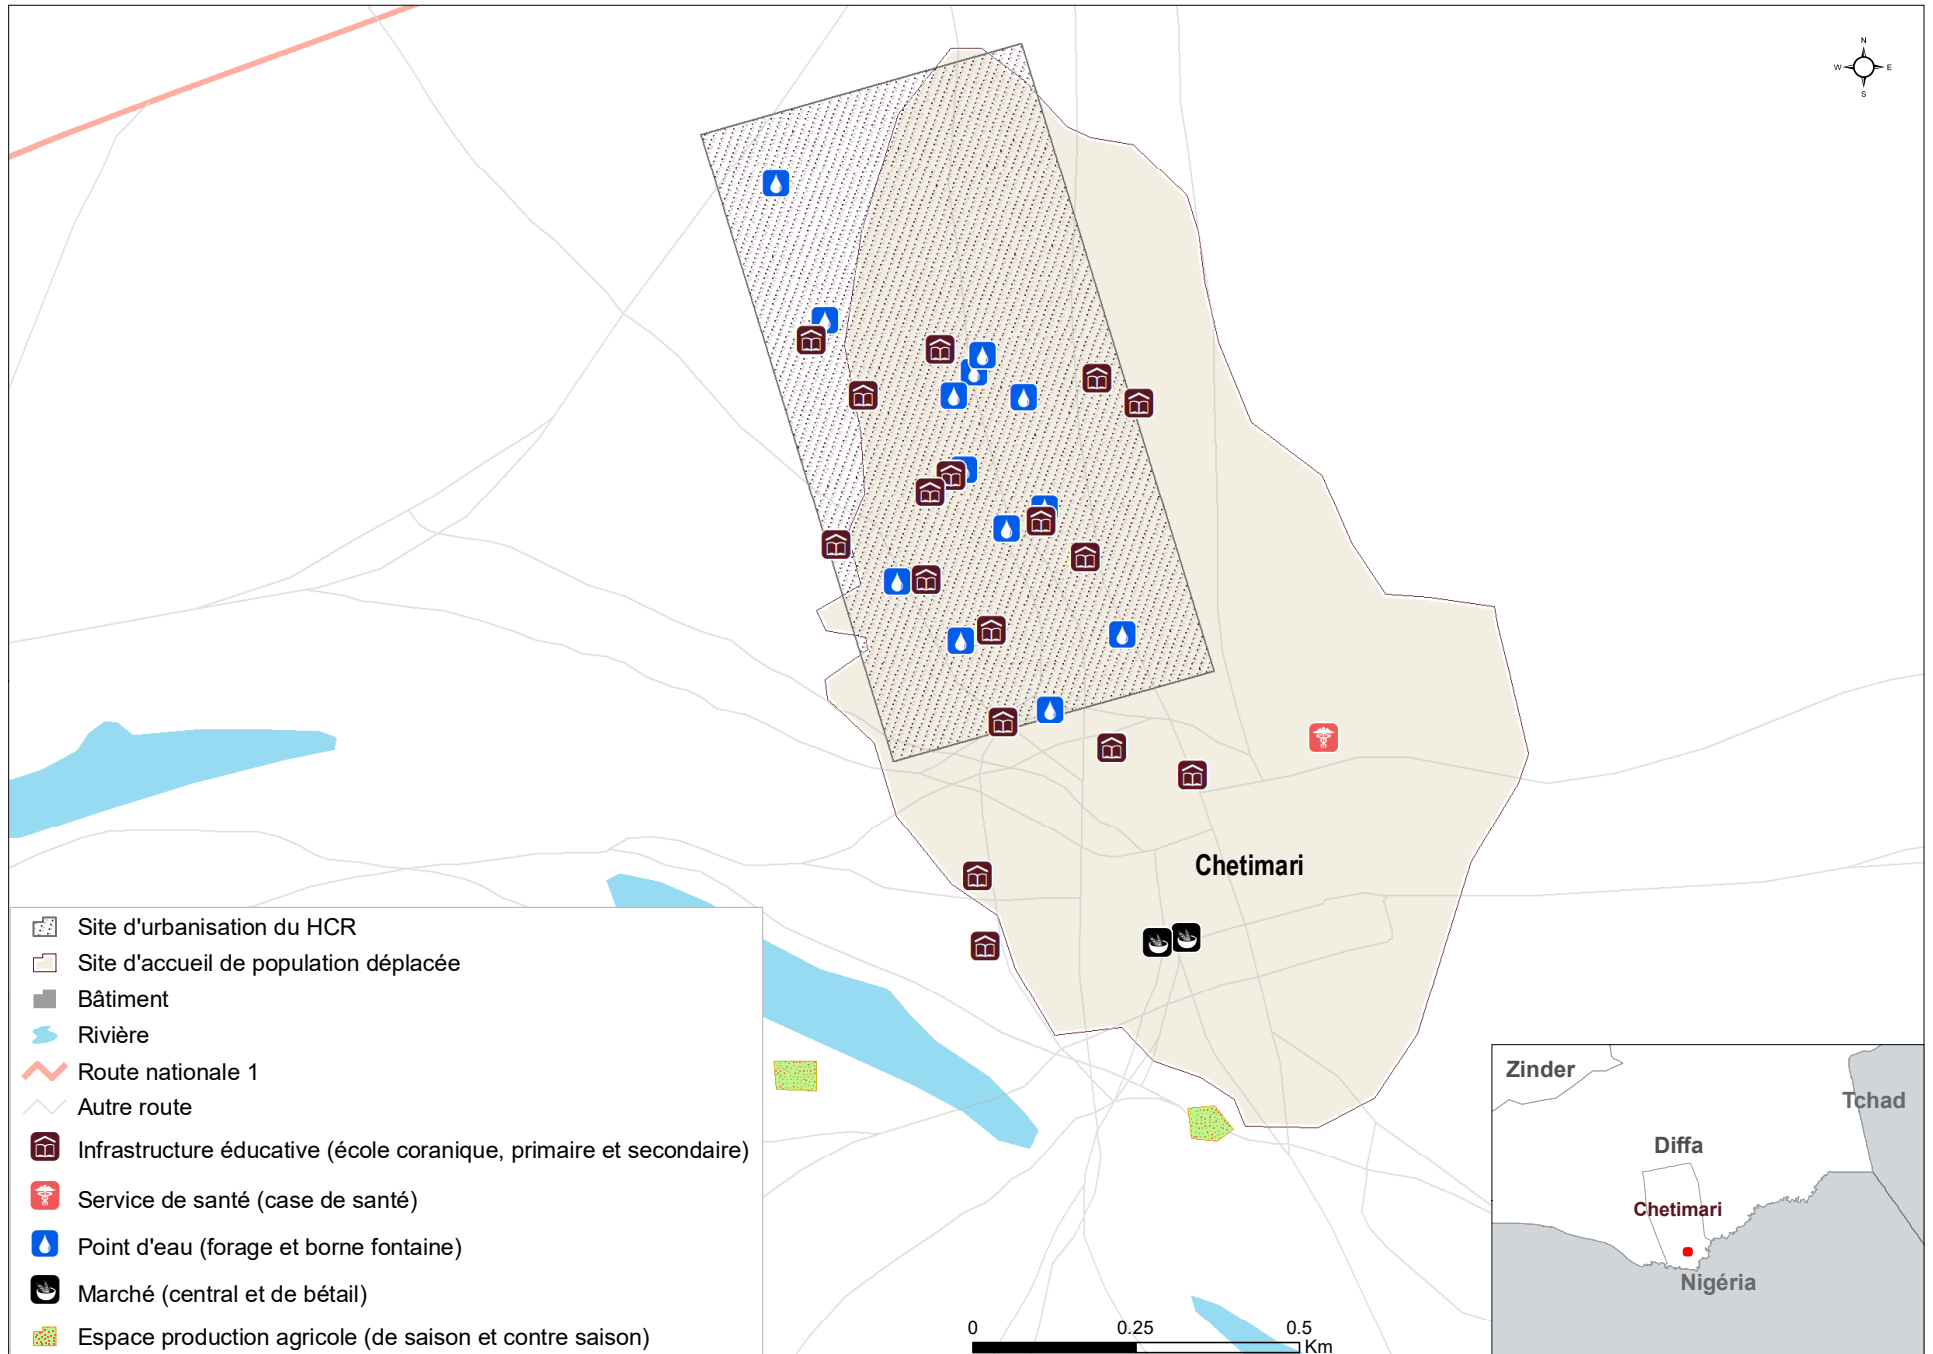 N
W E
S
Chetimari
Site d'urbanisation du HCR
Site d'accueil de population déplacée
Bâtiment
Rivière
Route nationale 1
Autre route
Infrastructure éducative (école coranique, primaire et secondaire)
Service de santé (case de santé)
Point d'eau (forage et borne fontaine)
Marché (central et de bétail)
Espace production agricole (de saison et contre saison)
0 0.25 0.5
Km
Zinder
Tchad
Diffa
Chetimari
Nigéria